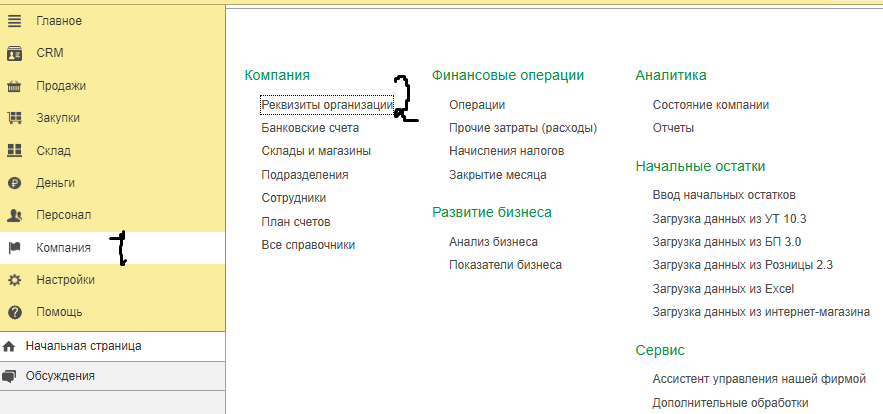 Главное
CRM
Продажи
Закупки
Склад
Деньги
Персонал
Компания 1
Настройки
Помощь
Начальная страница
Обсуждения
Компания
Реквизиты организации 2
Банковские счета
Склады и магазины
Подразделения
Сотрудники
План счетов
Все справочники
Финансовые операции
Операции
Прочие затраты (расходы)
Начисления налогов
Закрытие месяца
Развитие бизнеса
Анализ бизнеса
Показатели бизнеса
Аналитика
Состояние компании
Отчеты
Начальные остатки
Ввод начальных остатков
Загрузка данных из УТ 10.3
Загрузка данных из БП 3.0
Загрузка данных из Розницы 2.3
Загрузка данных из Excel
Загрузка данных из интернет-магазина
Сервис
Ассистент управления нашей фирмой
Дополнительные обработки